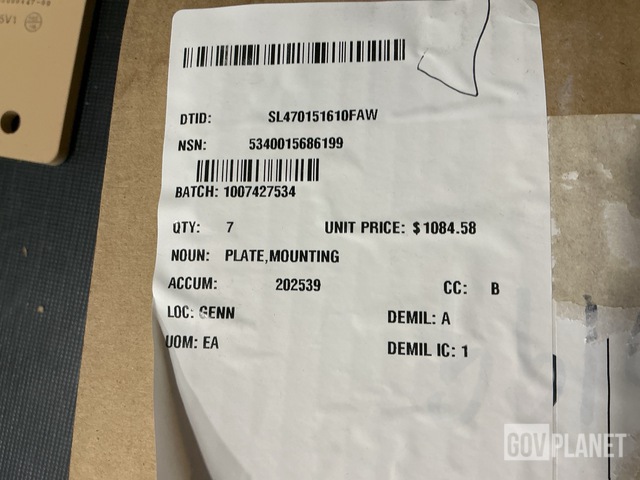 DTID: SL470151610FAW
NSN: 5340015686199
BATCH: 1007427534
QTY: 7 UNIT PRICE: $1084.58
NOUN: PLATE,MOUNTING
ACCUM: 202539 CC: B
LOC: GENN DEMIL: A
UOM: EA DEMIL IC: 1
GOVPLANET